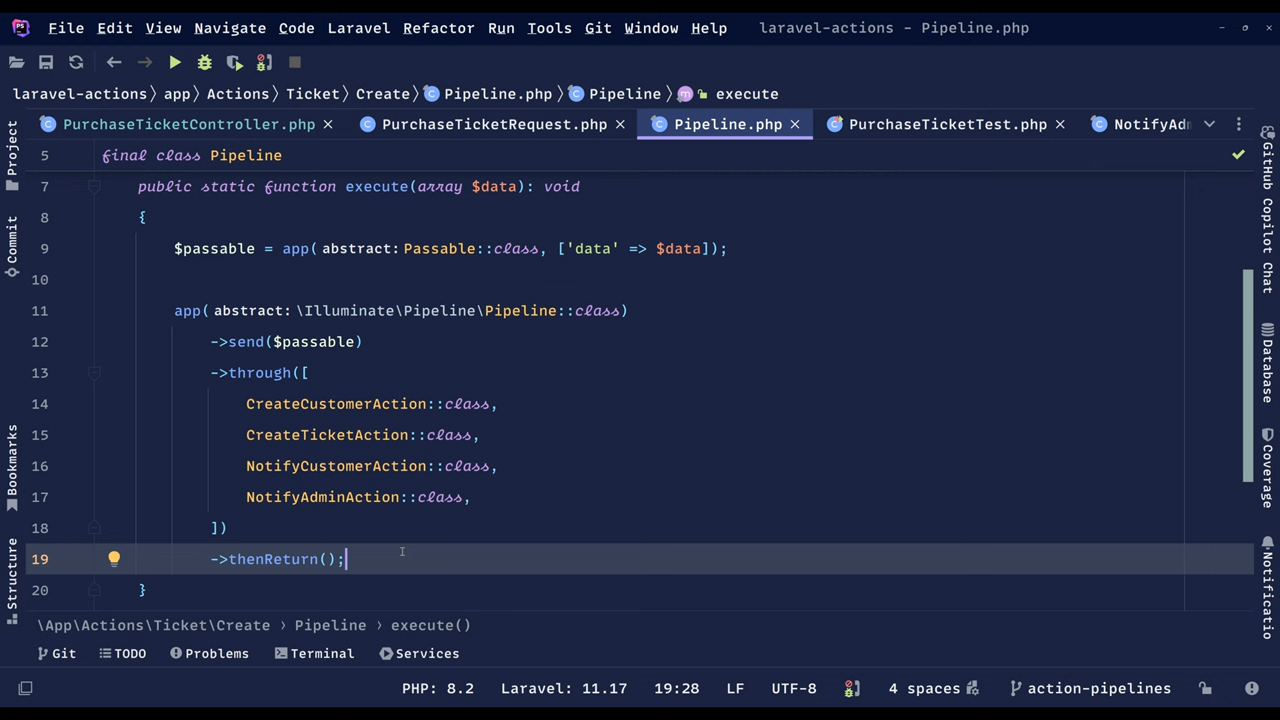 File Edit View Navigate Code Laravel Refactor Run Tools Git Window Help laravel-actions – Pipeline.php
laravel-actions app Actions Ticket Create Pipeline.php Pipeline execute
PurchaseTicketController.php PurchaseTicketRequest.php Pipeline.php PurchaseTicketTest.php
5 final class Pipeline
7 public static function execute(array $data): void
8 {
9 $passable = app( abstract: Passable::class, ['data' => $data]);
10
11 app( abstract: \Illuminate\Pipeline\Pipeline::class)
12 ->send($passable)
13 ->through([
14 CreateCustomerAction::class,
15 CreateTicketAction::class,
16 NotifyCustomerAction::class,
17 NotifyAdminAction::class,
18 ])
19 ->thenReturn();
20 }
\App\Actions\Ticket\Create › Pipeline › execute()
Git TODO Problems Terminal Services
PHP: 8.2 Laravel: 11.17 19:28 LF UTF-8 4 spaces action-pipelines
Project
Commit
Bookmarks
Structure
GitHub Copilot Chat
Database
Coverage